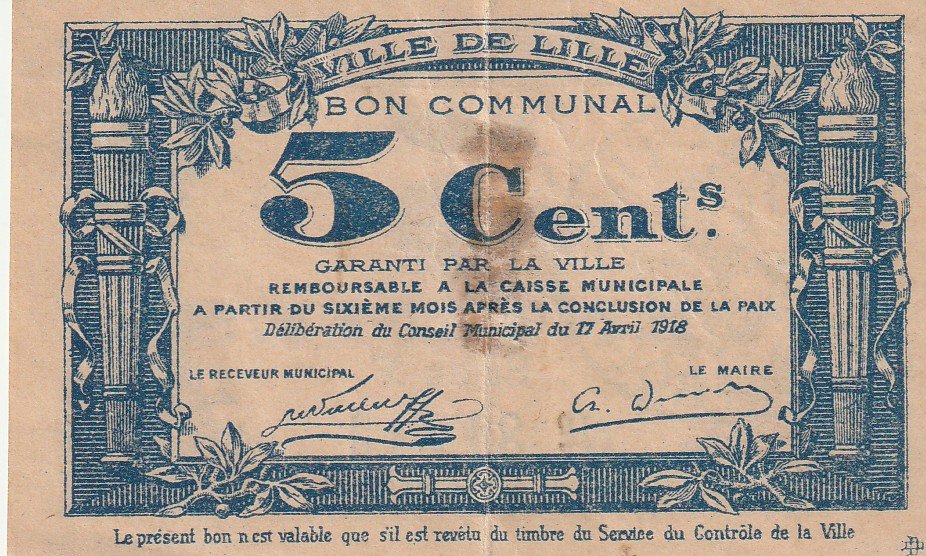 VILLE DE LILLE
BON COMMUNAL
5 Cent.s
GARANTI PAR LA VILLE
REMBOURSABLE A LA CAISSE MUNICIPALE
A PARTIR DU SIXIÈME MOIS APRÈS LA CONCLUSION DE LA PAIX
Délibération du Conseil Municipal du 17 Avril 1918
LE RECEVEUR MUNICIPAL
LE MAIRE
Le présent bon n'est valable que s'il est revêtu du timbre du Service du Contrôle de la Ville